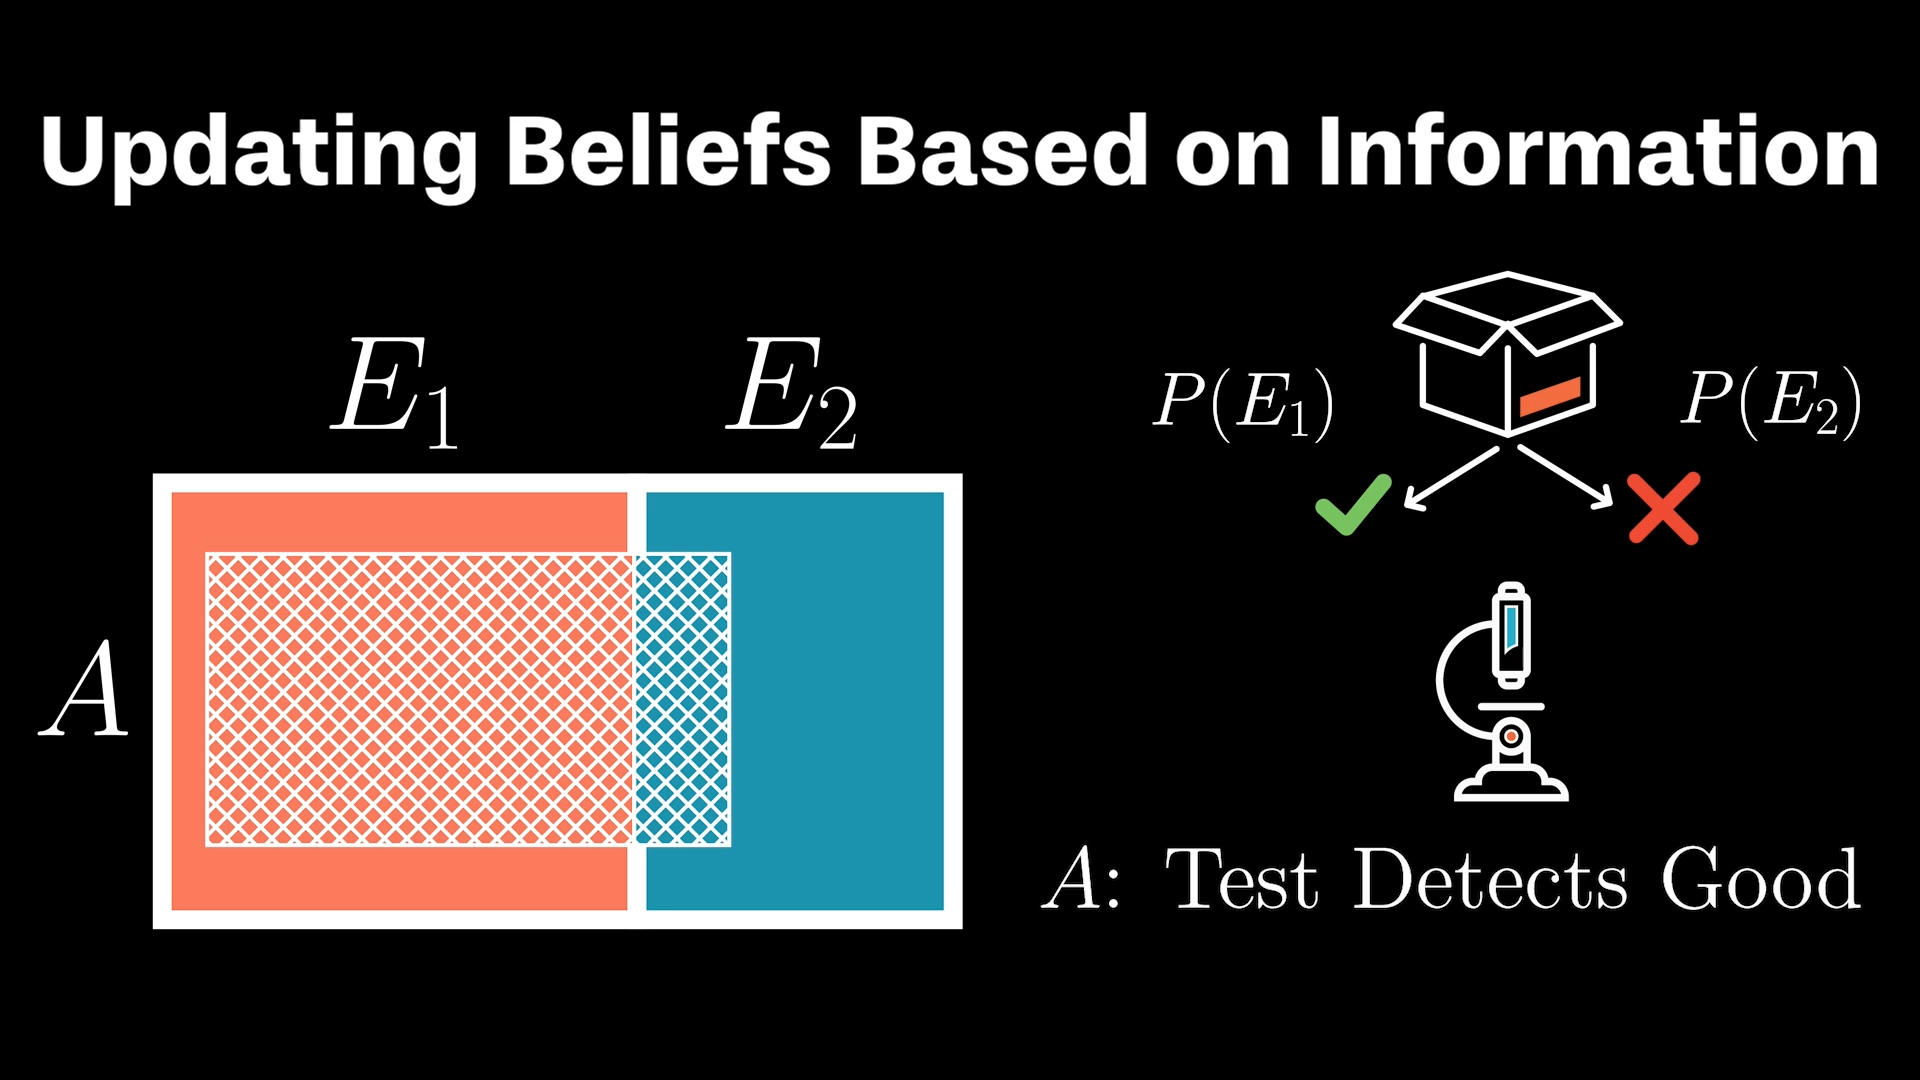 Updating Beliefs Based on Information
E₁ E₂
P(E₁) P(E₂)
A
A: Test Detects Good